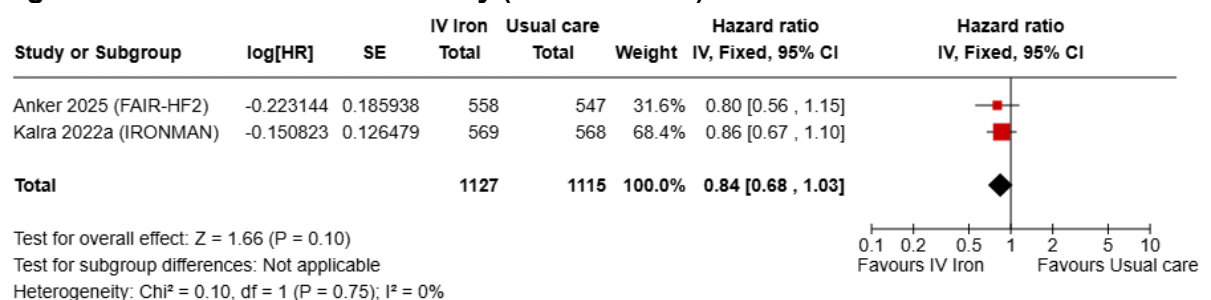 IV Iron Usual care Hazard ratio Hazard ratio
Study or Subgroup log[HR] SE Total Total Weight IV, Fixed, 95% CI IV, Fixed, 95% CI
Anker 2025 (FAIR-HF2) -0.223144 0.185938 558 547 31.6% 0.80 [0.56 , 1.15]
Kalra 2022a (IRONMAN) -0.150823 0.126479 569 568 68.4% 0.86 [0.67 , 1.10]
Total 1127 1115 100.0% 0.84 [0.68 , 1.03]
Test for overall effect: Z = 1.66 (P = 0.10)
0.1 0.2 0.5 1 2 5 10
Test for subgroup differences: Not applicable
Favours IV Iron Favours Usual care
Heterogeneity: Chi² = 0.10, df = 1 (P = 0.75); I² = 0%